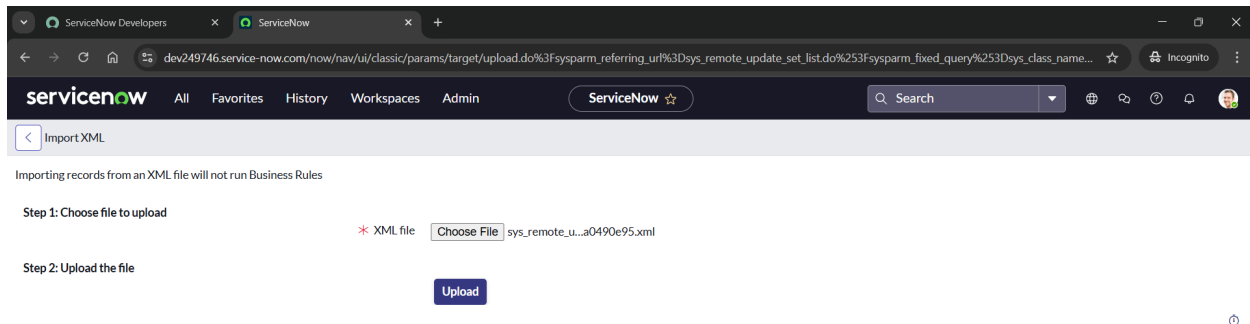 ServiceNow Developers
ServiceNow
dev249746.service-now.com/now/nav/ui/classic/params/target/upload.do%3Fsysparm_referring_url%3Dsys_remote_update_set_list.do%253Fsysparm_fixed_query%253Dsys_class_name...
Incognito
servicenow All Favorites History Workspaces Admin ServiceNow Search
Import XML
Importing records from an XML file will not run Business Rules
Step 1: Choose file to upload
XML file Choose File sys_remote_u...a0490e95.xml
Step 2: Upload the file
Upload